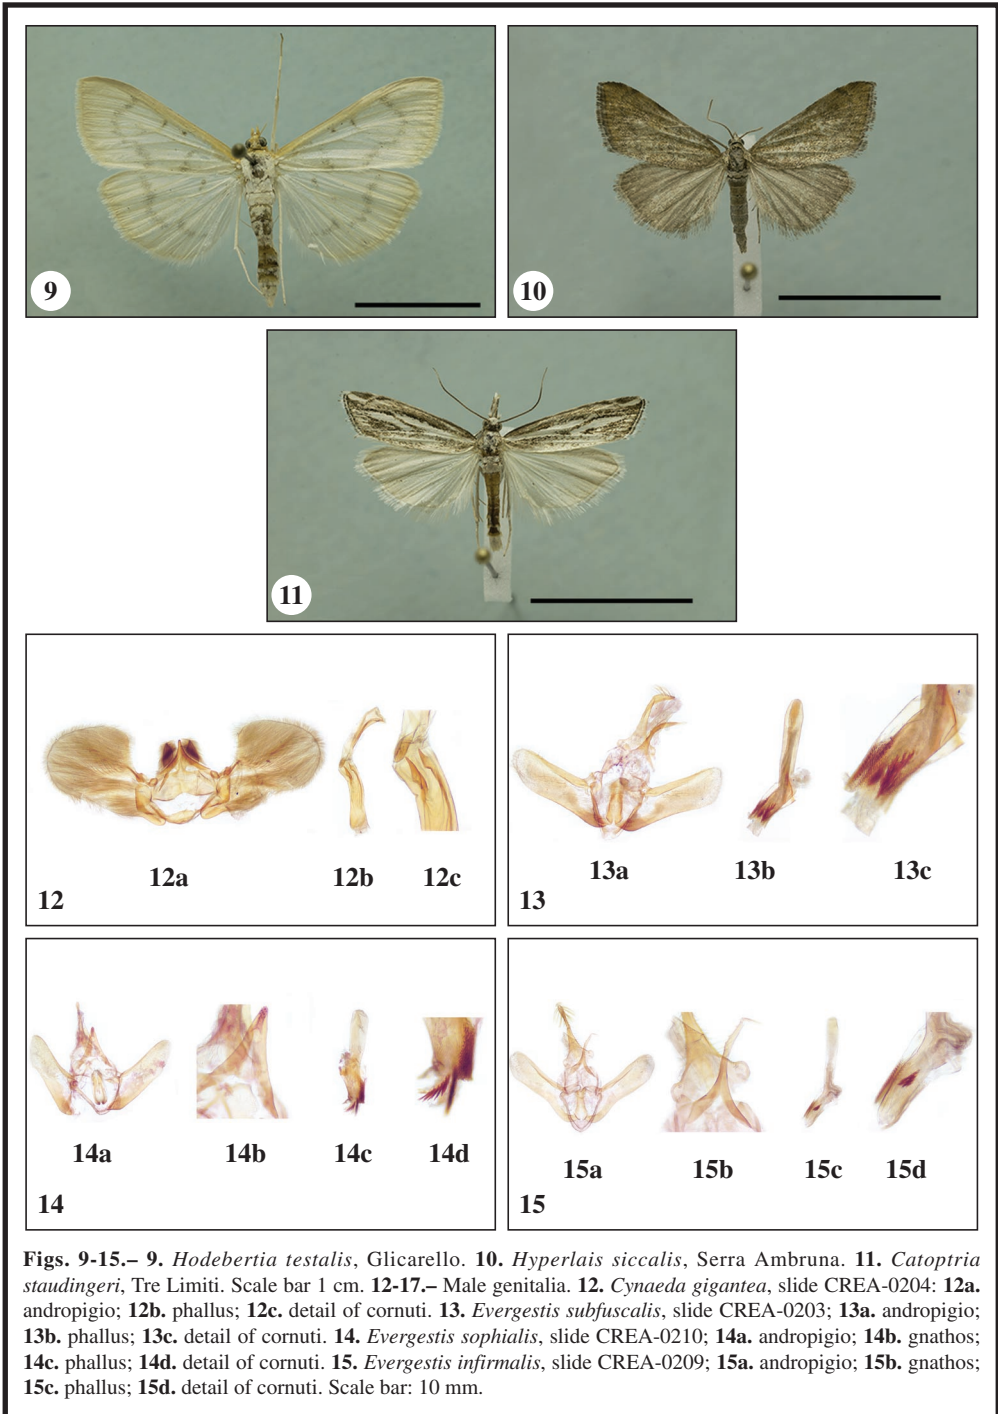 9
10
11
12a
12b
12c
12
13a
13b
13c
13
14a
14b
14c
14d
14
15a
15b
15c
15d
15
Figs. 9-15.– 9. Hodebertia testalis, Glicarello. 10. Hyperlais siccalis, Serra Ambruna. 11. Catoptria
staudingeri, Tre Limiti. Scale bar 1 cm. 12-17.– Male genitalia. 12. Cynaeda gigantea, slide CREA-0204: 12a.
andropigio; 12b. phallus; 12c. detail of cornuti. 13. Evergestis subfuscalis, slide CREA-0203; 13a. andropigio;
13b. phallus; 13c. detail of cornuti. 14. Evergestis sophialis, slide CREA-0210; 14a. andropigio; 14b. gnathos;
14c. phallus; 14d. detail of cornuti. 15. Evergestis infirmalis, slide CREA-0209; 15a. andropigio; 15b. gnathos;
15c. phallus; 15d. detail of cornuti. Scale bar: 10 mm.